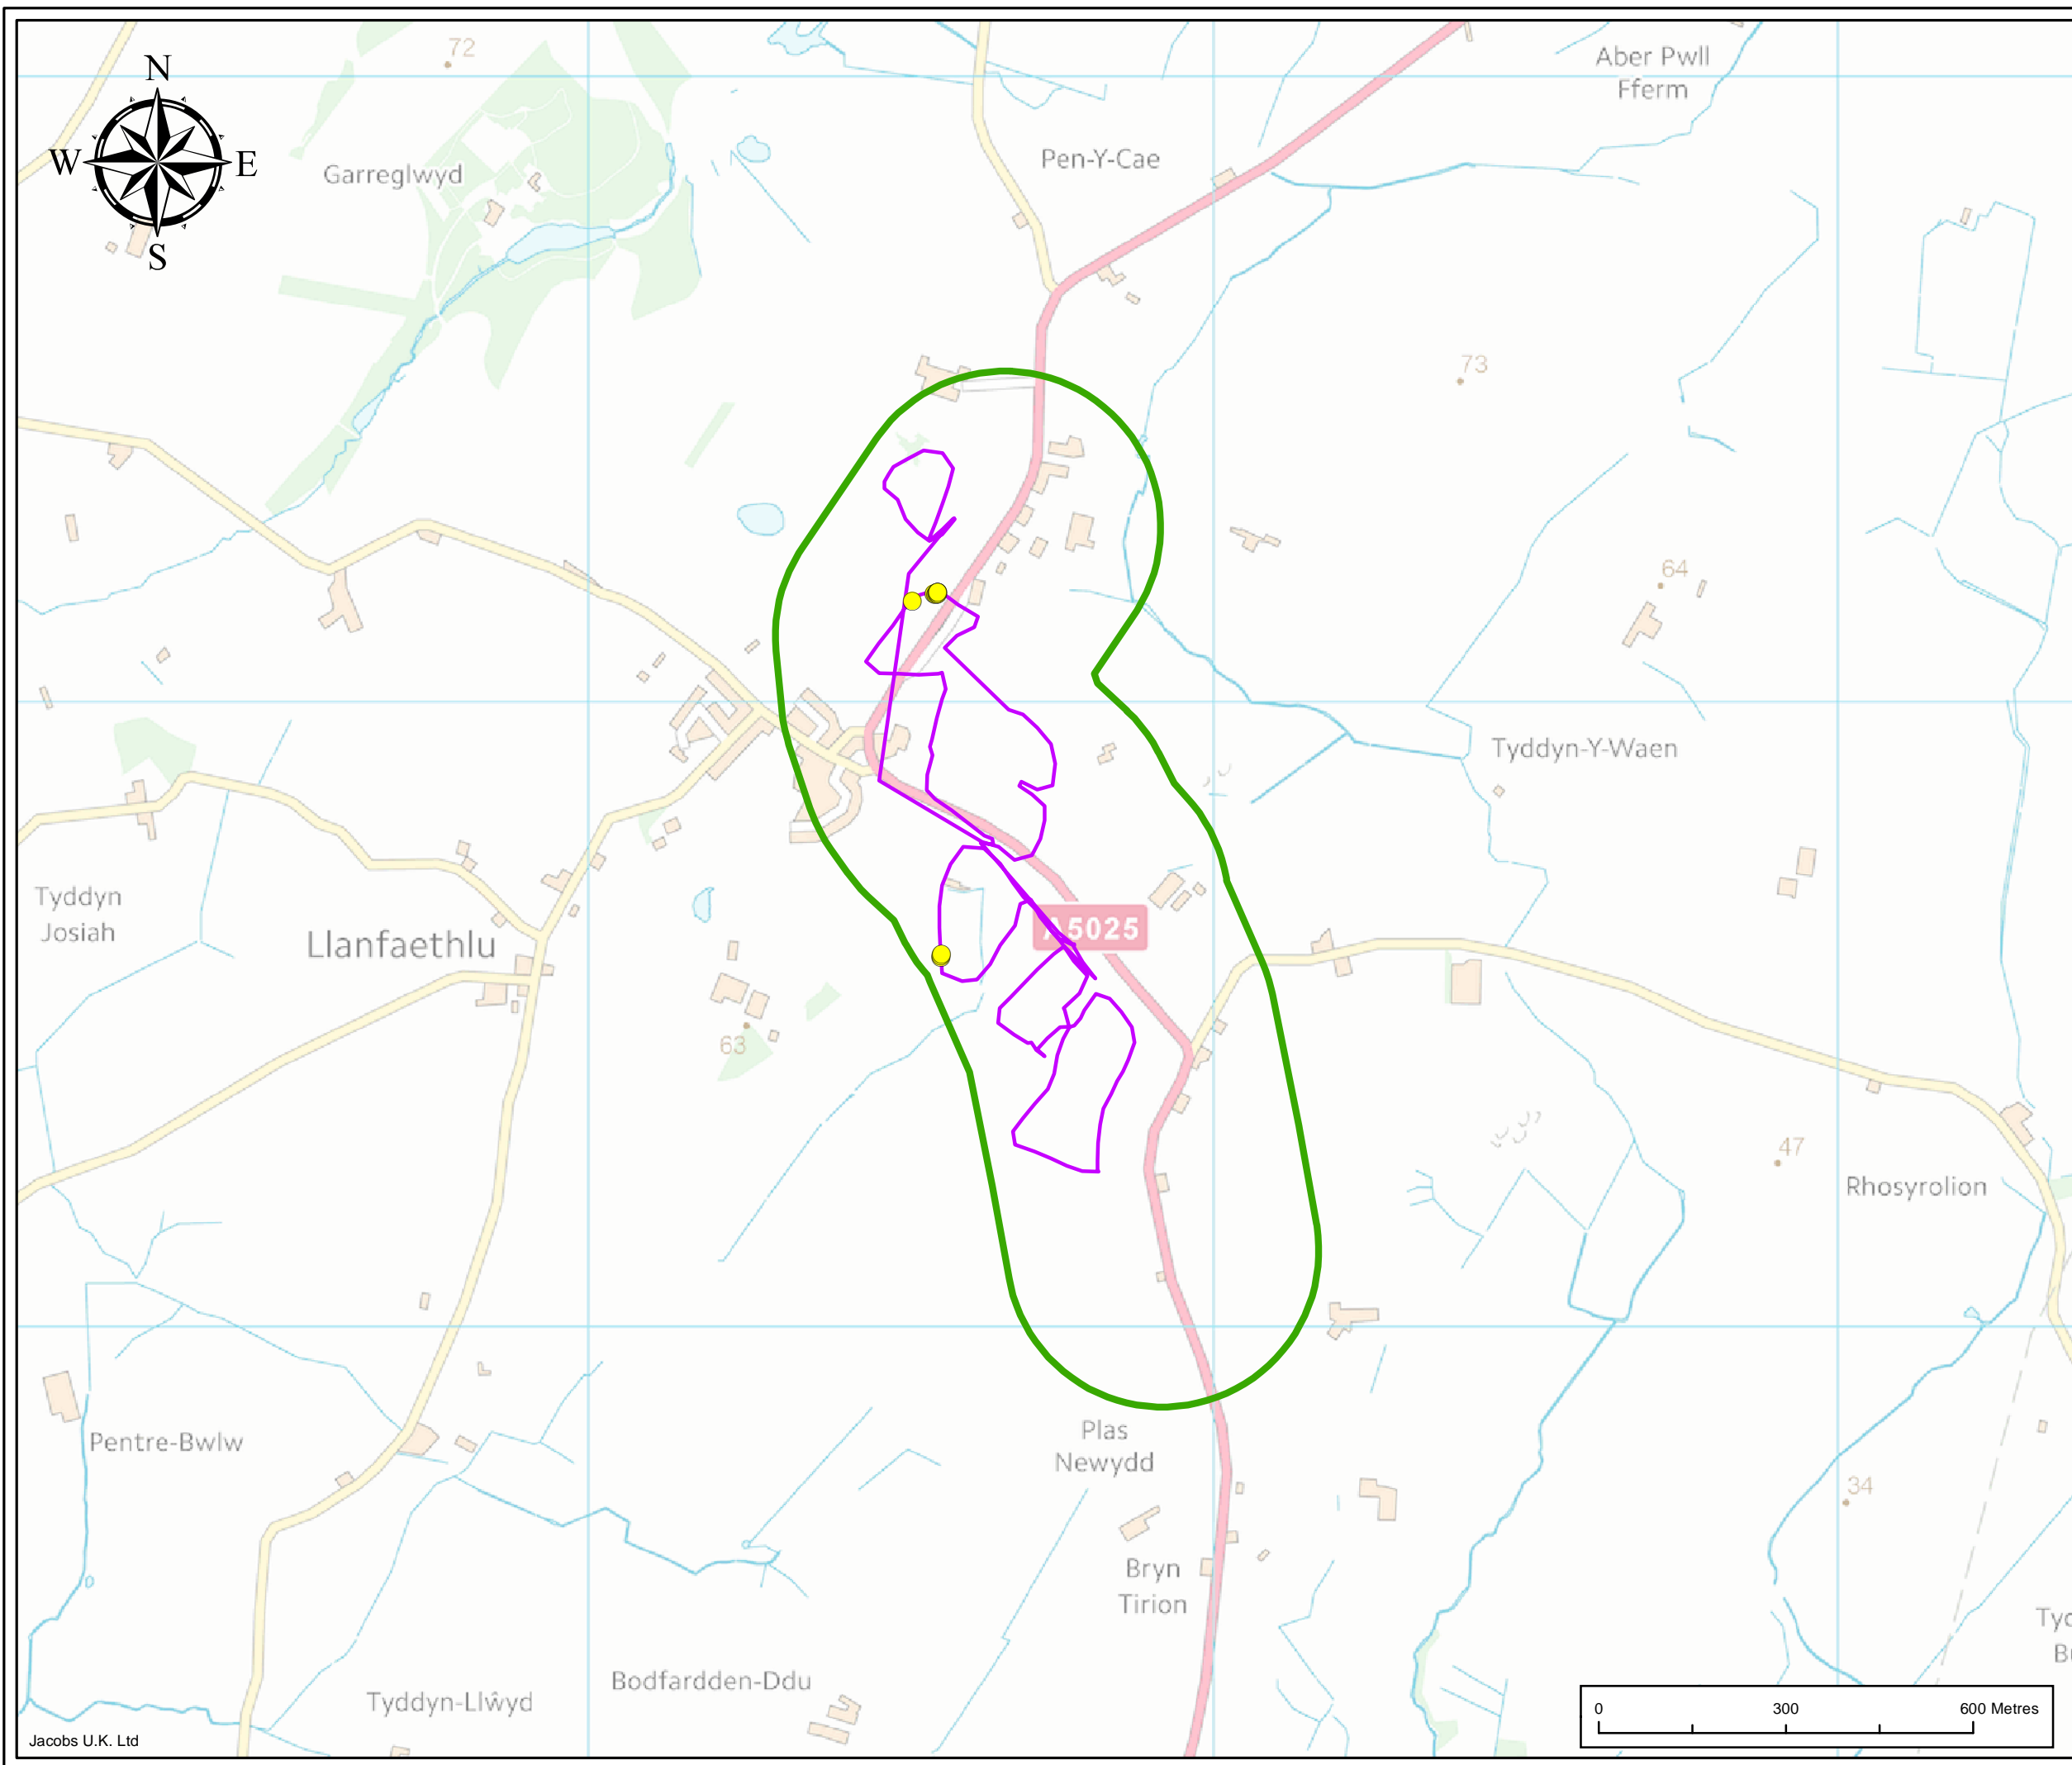 72
N
W
E
S
Garreglwyd
Pen-Y-Cae
Aber Pwll
Fferm
73
64
Tyddyn-Y-Waen
Tyddyn
Josiah
Llanfaethlu
A5025
63
47
Rhosyrolion
Pentre-Bwlw
Plas
Newydd
34
Bryn
Tirion
Bodfardden-Ddu
Tyddyn-Llŵyd
0 300 600 Metres
Jacobs U.K. Ltd